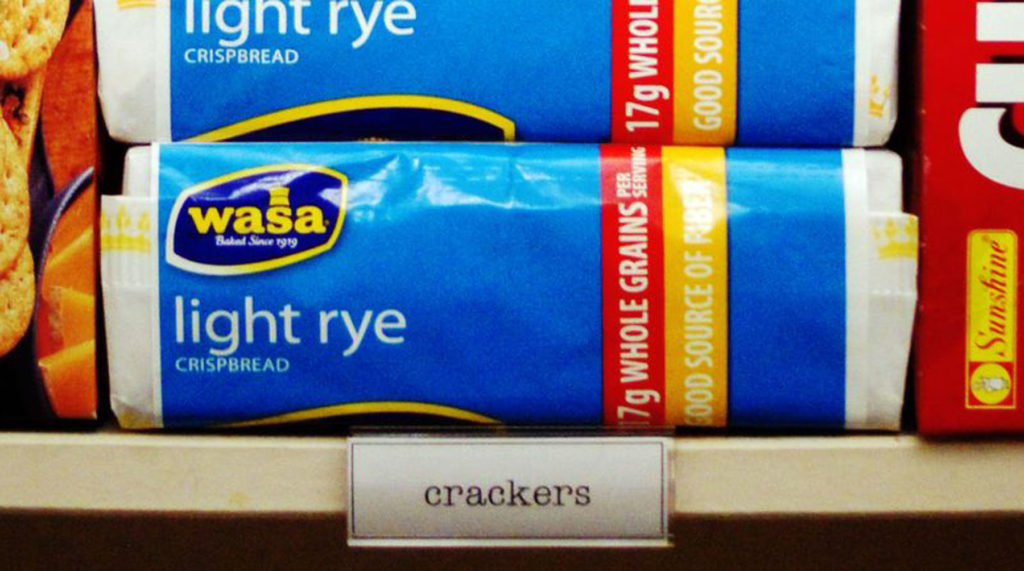 light rye
CRISPBREAD
17g WHOLE
GOOD
wasa
Baked Since 1919
light rye
CRISPBREAD
17g WHOLE GRAINS PER SERVING
GOOD SOURCE OF FIBER
Sunshine
crackers